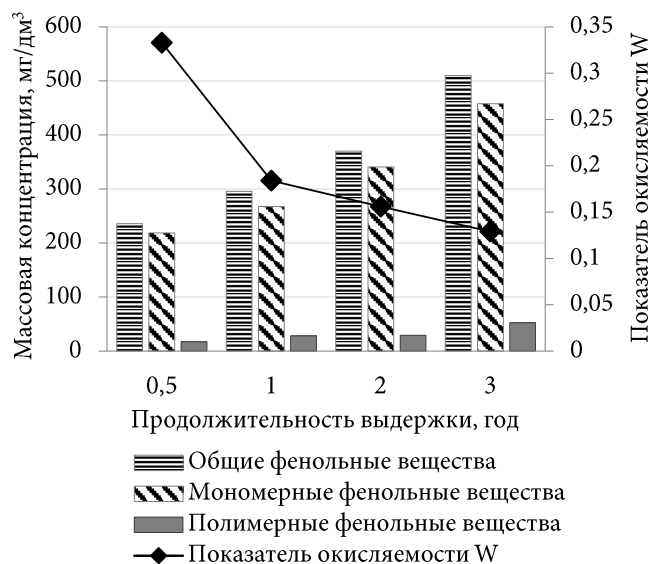 Массовая концентрация, мг/дм³
600
500
400
300
200
100
0
0,35
0,3
0,25
0,2
0,15
0,1
0,05
0
Показатель окисляемости W
0,5 1 2 3
Продолжительность выдержки, год
Общие фенольные вещества
Мономерные фенольные вещества
Полимерные фенольные вещества
Показатель окисляемости W